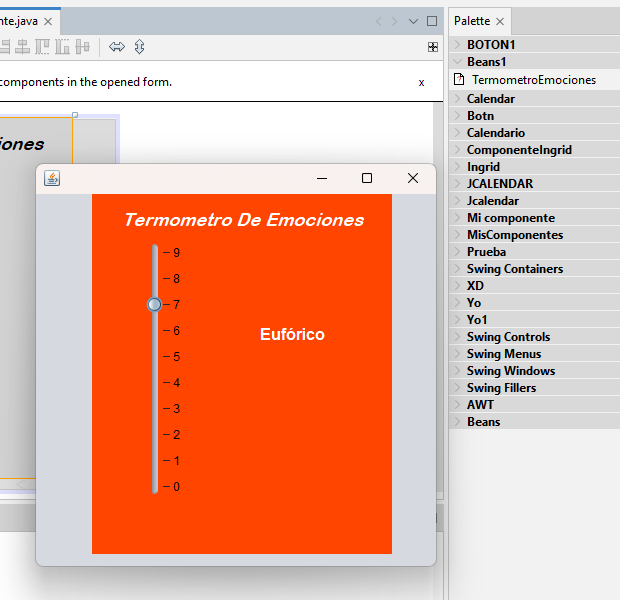 nte.java
Palette
BOTON1
Beans1
TermometroEmociones
components in the opened form.
x
Calendar
Botn
Calendario
ComponenteIngrid
Ingrid
JCALENDAR
Jcalendar
Mi componente
MisComponentes
Prueba
Swing Containers
XD
Yo
Yo1
Swing Controls
Swing Menus
Swing Windows
Swing Fillers
AWT
Beans
iones
Termometro De Emociones
9
8
7
6
5
4
3
2
1
0
Eufórico